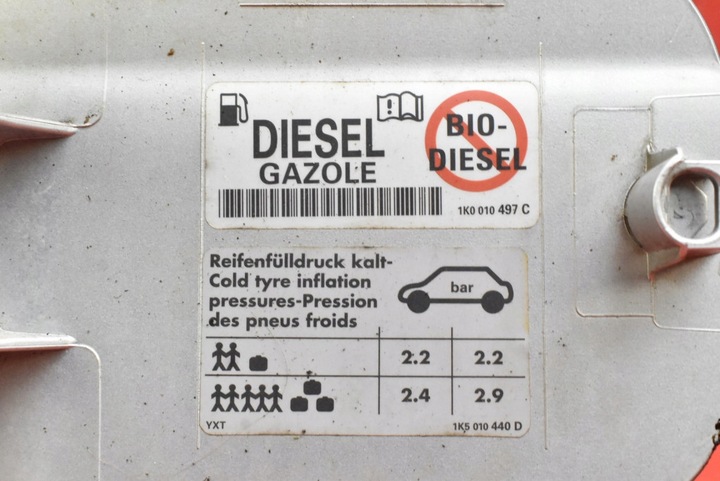 DIESEL
GAZOLE
BIO-
DIESEL
1K0 010 497 C
Reifenfülldruck kalt-
Cold tyre inflation
pressures-Pression
des pneus froids
bar
2.2 2.2
2.4 2.9
YXT 1K5 010 440 D